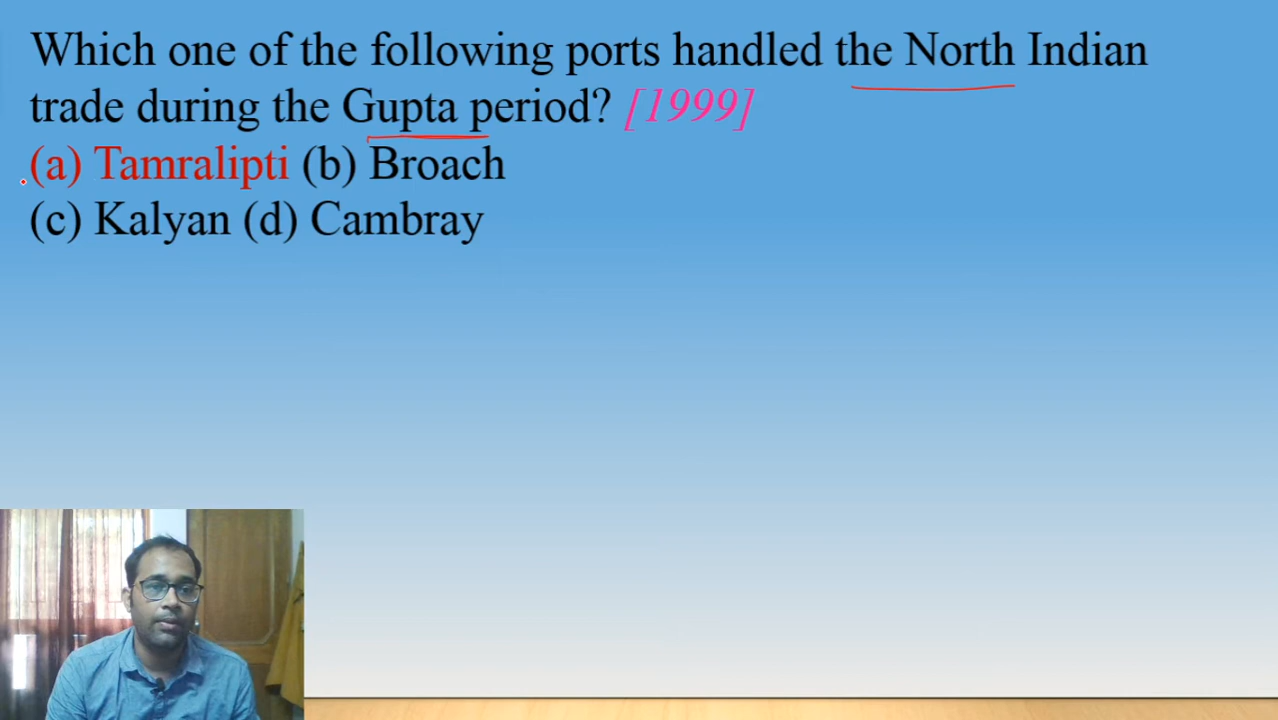 Which one of the following ports handled the North Indian
trade during the Gupta period? [1999]
(a) Tamralipti (b) Broach
(c) Kalyan (d) Cambray